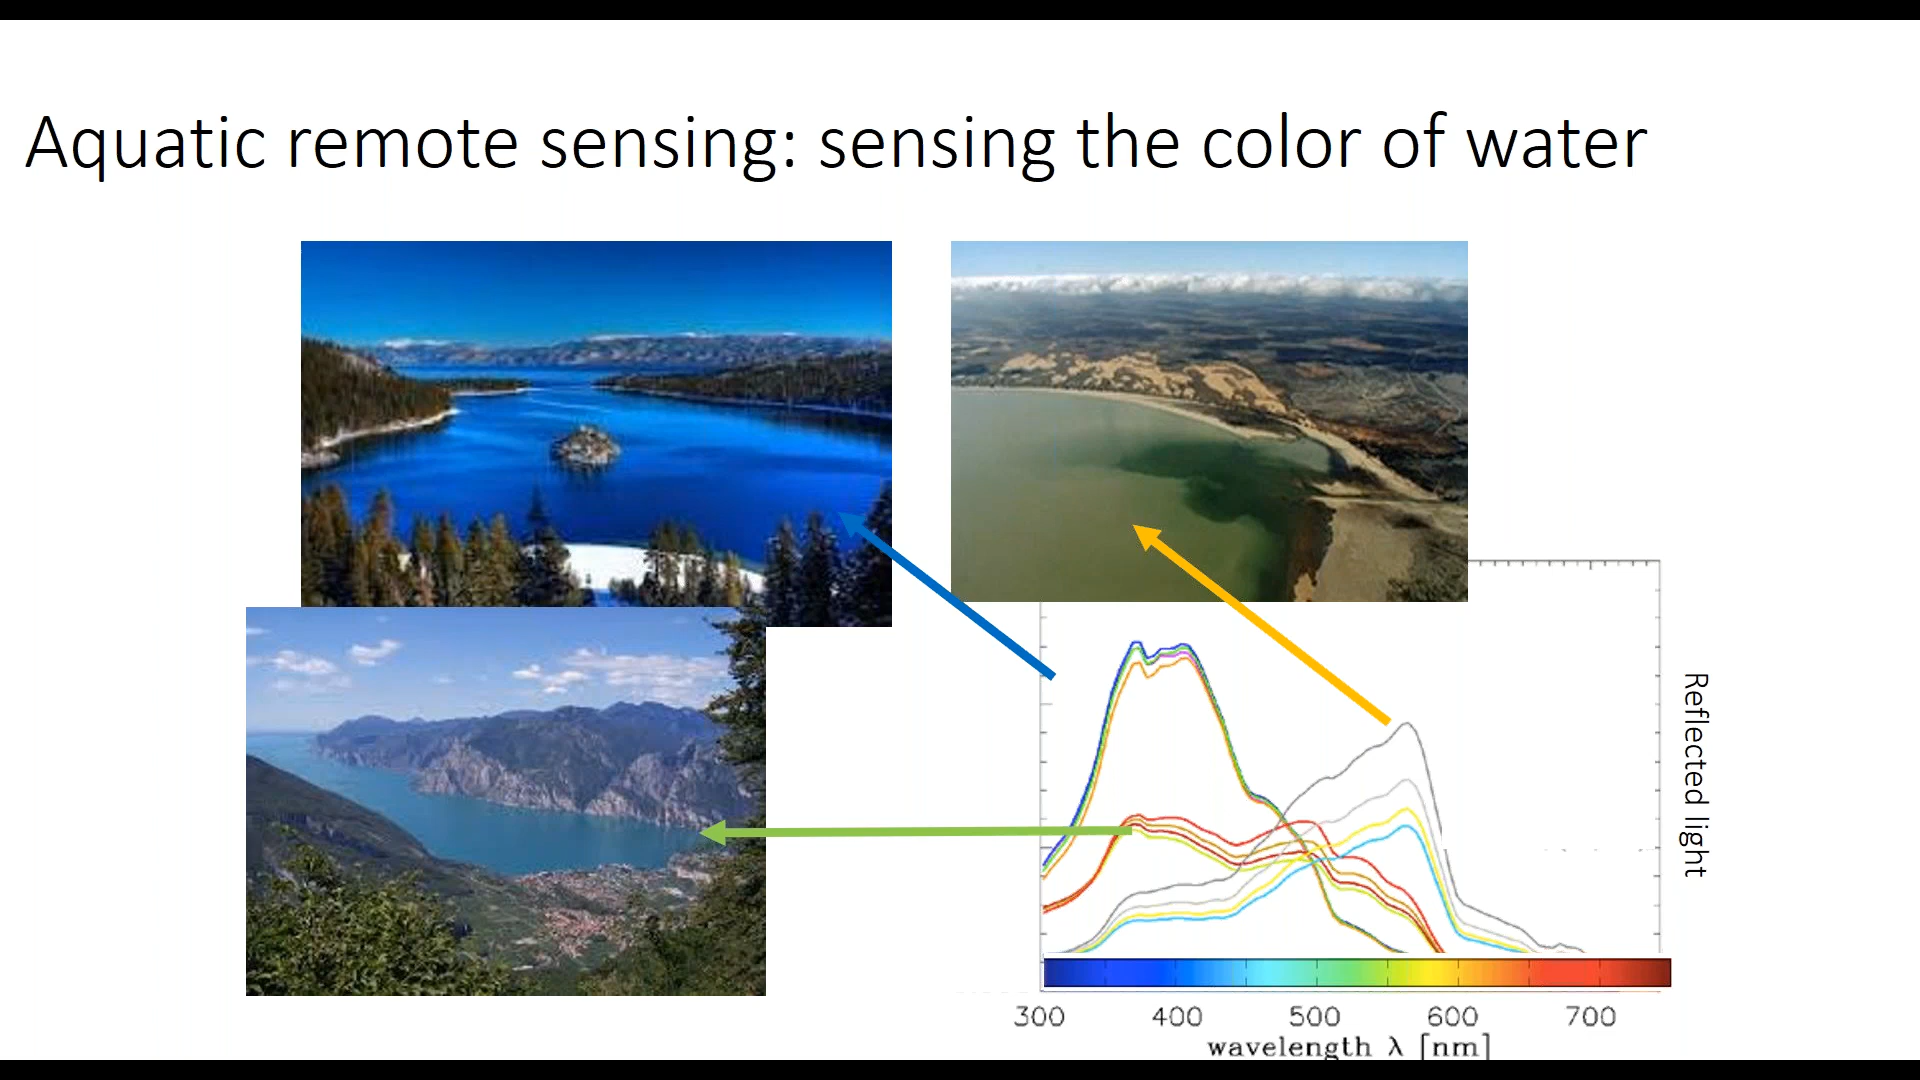 Aquatic remote sensing: sensing the color of water
Reflected light
300 400 500 600 700
wavelength λ [nm]